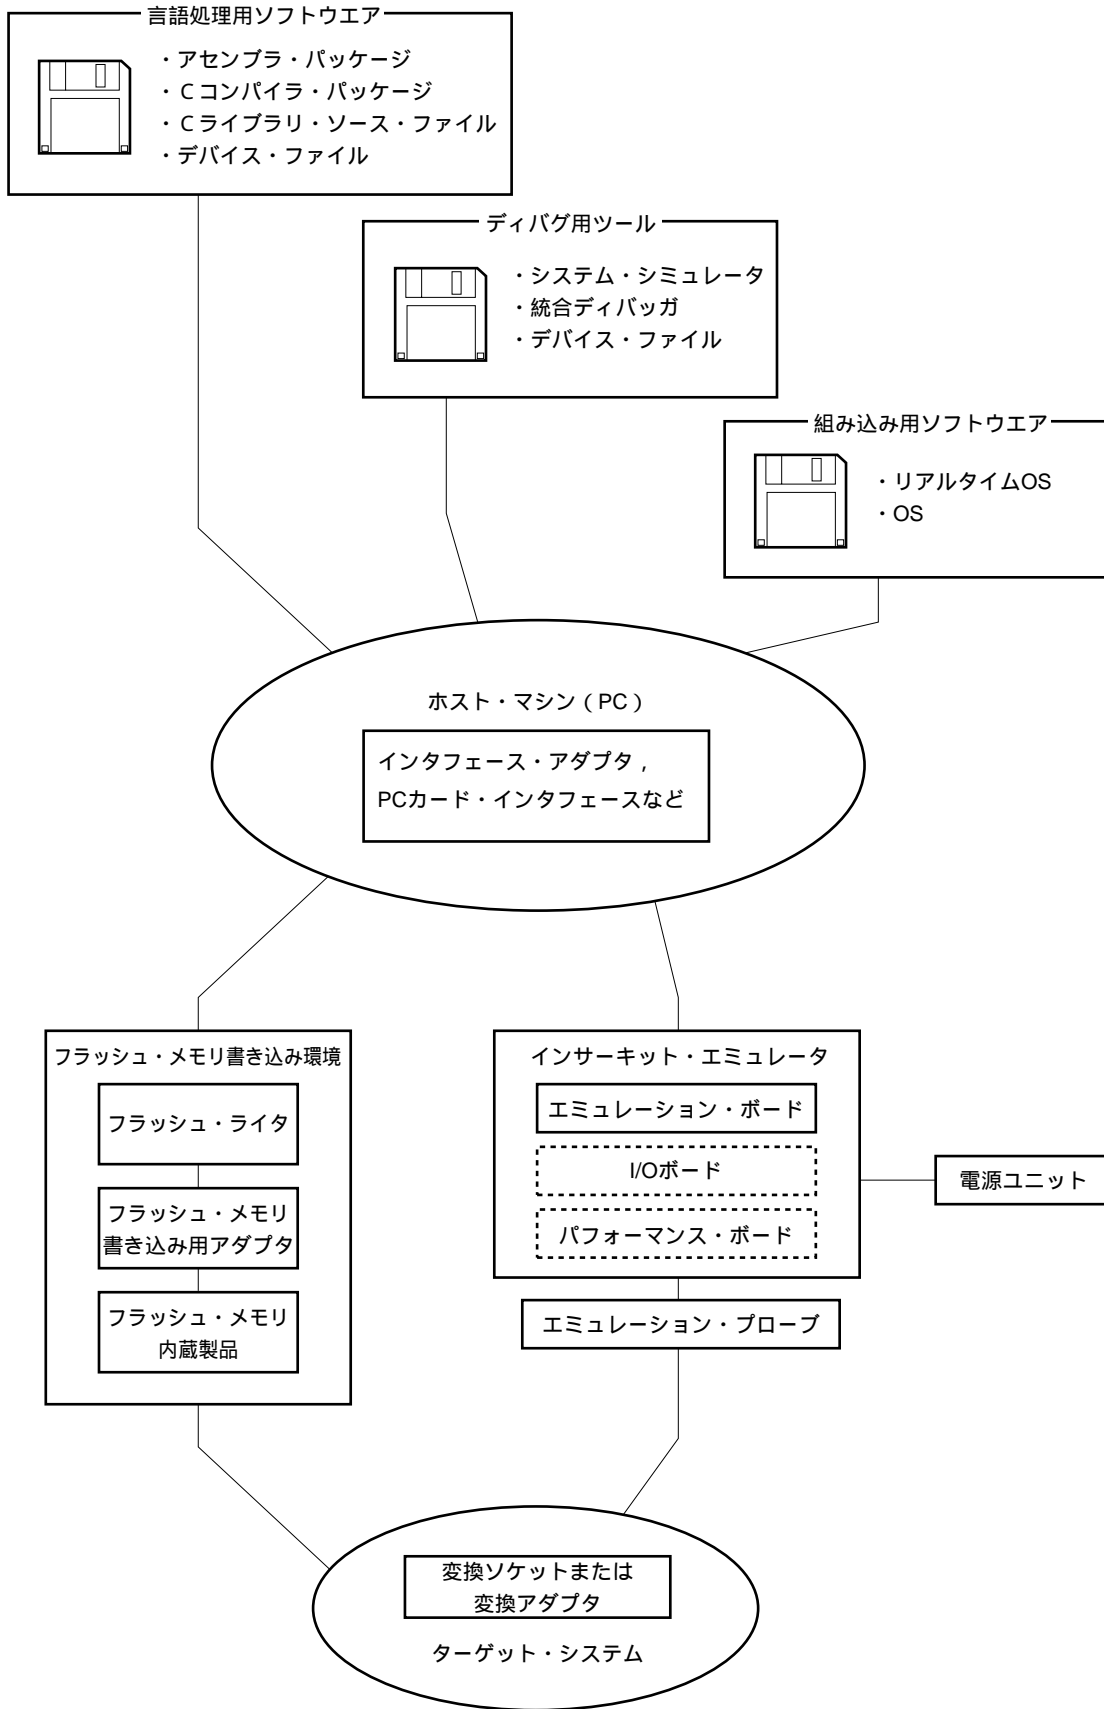 言語処理用ソフトウエア
・アセンブラ・パッケージ
・Ｃコンパイラ・パッケージ
・Ｃライブラリ・ソース・ファイル
・デバイス・ファイル
ディバグ用ツール
・システム・シミュレータ
・統合ディバッガ
・デバイス・ファイル
組み込み用ソフトウエア
・リアルタイムOS
・OS
ホスト・マシン（PC）
インタフェース・アダプタ，
PCカード・インタフェースなど
フラッシュ・メモリ書き込み環境
フラッシュ・ライタ
フラッシュ・メモリ
書き込み用アダプタ
フラッシュ・メモリ
内蔵製品
インサーキット・エミュレータ
エミュレーション・ボード
I/Oボード
パフォーマンス・ボード
電源ユニット
エミュレーション・プローブ
変換ソケットまたは
変換アダプタ
ターゲット・システム